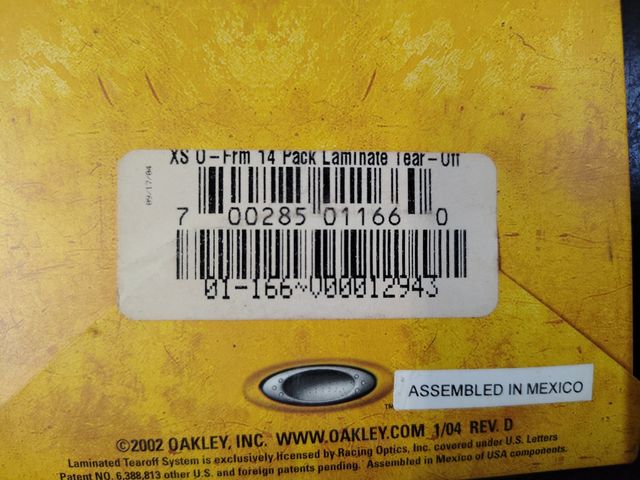 XS O-Frm 14 Pack Laminate Tear-Off
09/17/04
7 00285 01166 0
01-166~V00012943
ASSEMBLED IN MEXICO
™
©2002 OAKLEY, INC. WWW.OAKLEY.COM 1/04 REV. D
Laminated Tearoff System is exclusively licensed by Racing Optics, Inc. covered under U.S. Letters
Patent NO. 6,388,813 other U.S. and foreign patents pending. Assembled in Mexico of USA components.